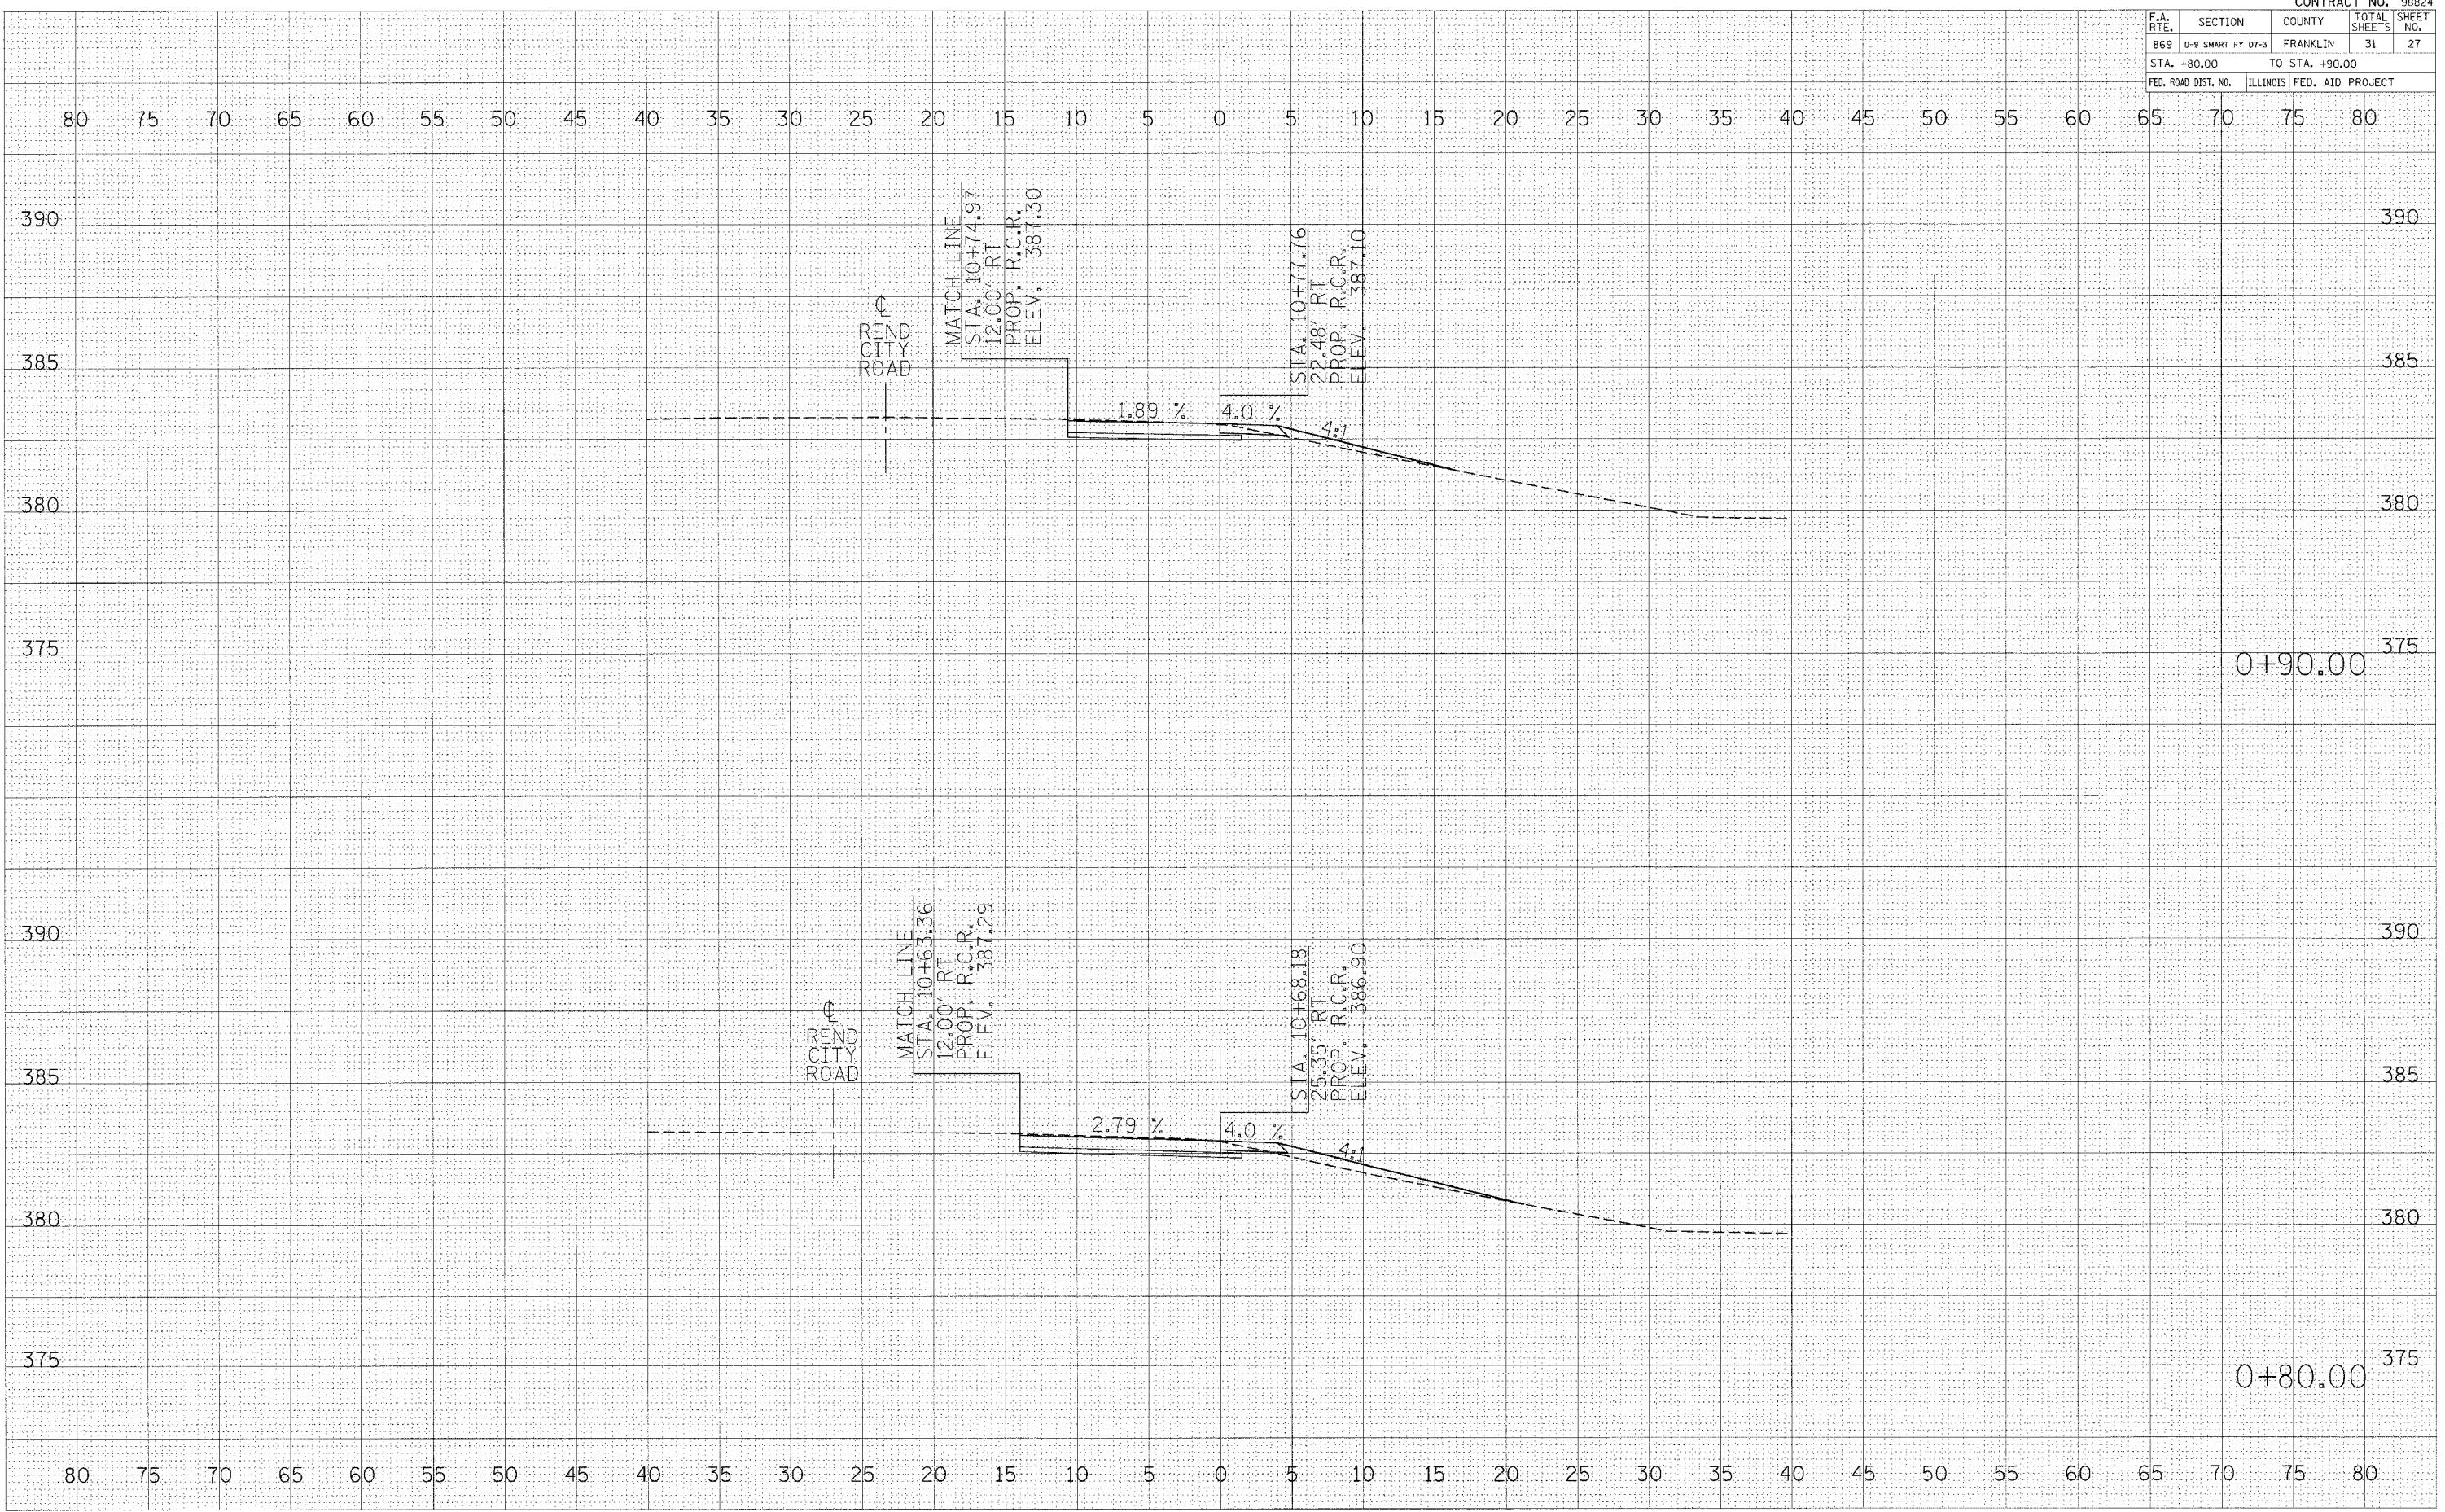 CONTRACT NO. 98824
F.A. RTE. SECTION COUNTY TOTAL SHEETS SHEET NO.
869 D-9 SMART FY 07-3 FRANKLIN 31 27
STA. +80.00 TO STA. +90.00
FED. ROAD DIST. NO. ILLINOIS FED. AID PROJECT
80 75 70 65 60 55 50 45 40 35 30 25 20 15 10 5 0 5 10 15 20 25 30 35 40 45 50 55 60 65 70 75 80
390 390
MATCH LINE
STA. 10+74.97
12.00' RT
PROP. R.C.R.
ELEV. 387.30
STA. 10+77.76
22.48' RT
PROP. R.C.R.
ELEV. 387.10
℄
REND
CITY
ROAD
385 385
1.89 % 4.0 % 4:1
380 380
375 375
0+90.00
390 390
MATCH LINE
STA. 10+63.36
12.00' RT
PROP. R.C.R.
ELEV. 387.29
STA. 10+68.18
25.35' RT
PROP. R.C.R.
ELEV. 386.90
℄
REND
CITY
ROAD
385 385
2.79 % 4.0 % 4:1
380 380
375 375
0+80.00
80 75 70 65 60 55 50 45 40 35 30 25 20 15 10 5 0 5 10 15 20 25 30 35 40 45 50 55 60 65 70 75 80